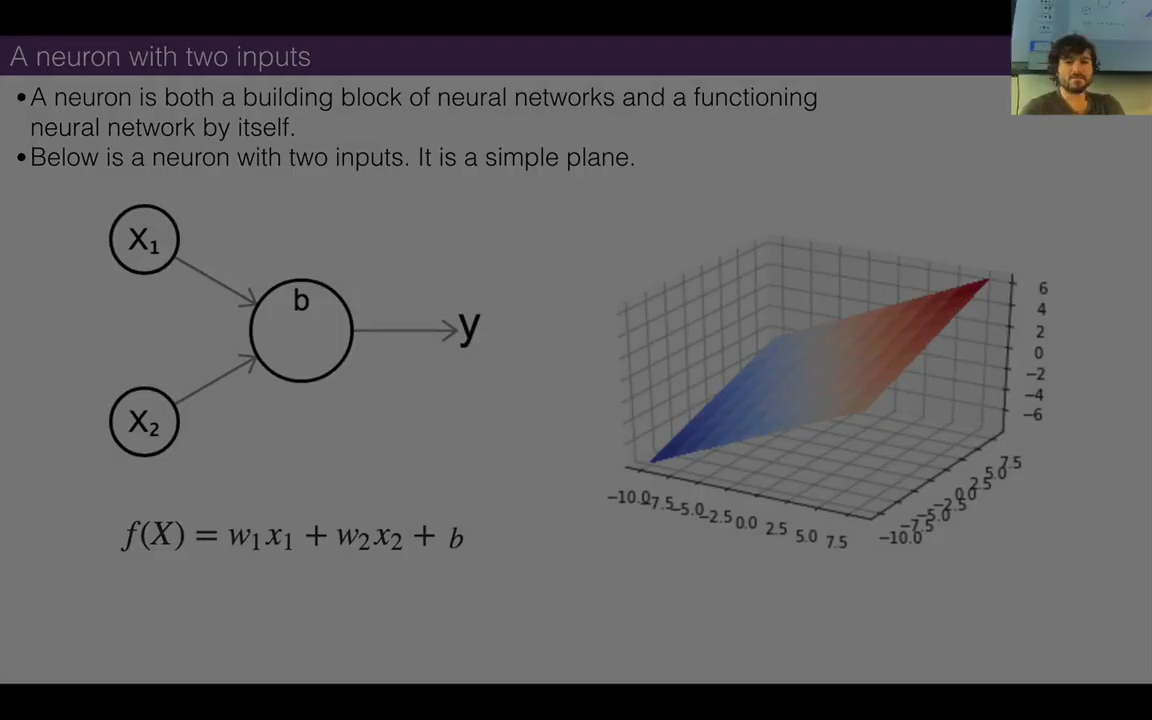 A neuron with two inputs
•A neuron is both a building block of neural networks and a functioning
neural network by itself.
•Below is a neuron with two inputs. It is a simple plane.
X₁
b
y
X₂
f(X) = w₁x₁ + w₂x₂ + b
6
4
2
0
−2
−4
−6
−10.0 −7.5 −5.0 −2.5 0.0 2.5 5.0 7.5
−10.0 −7.5 −5.0 −2.5 0.0 2.5 5.0 7.5